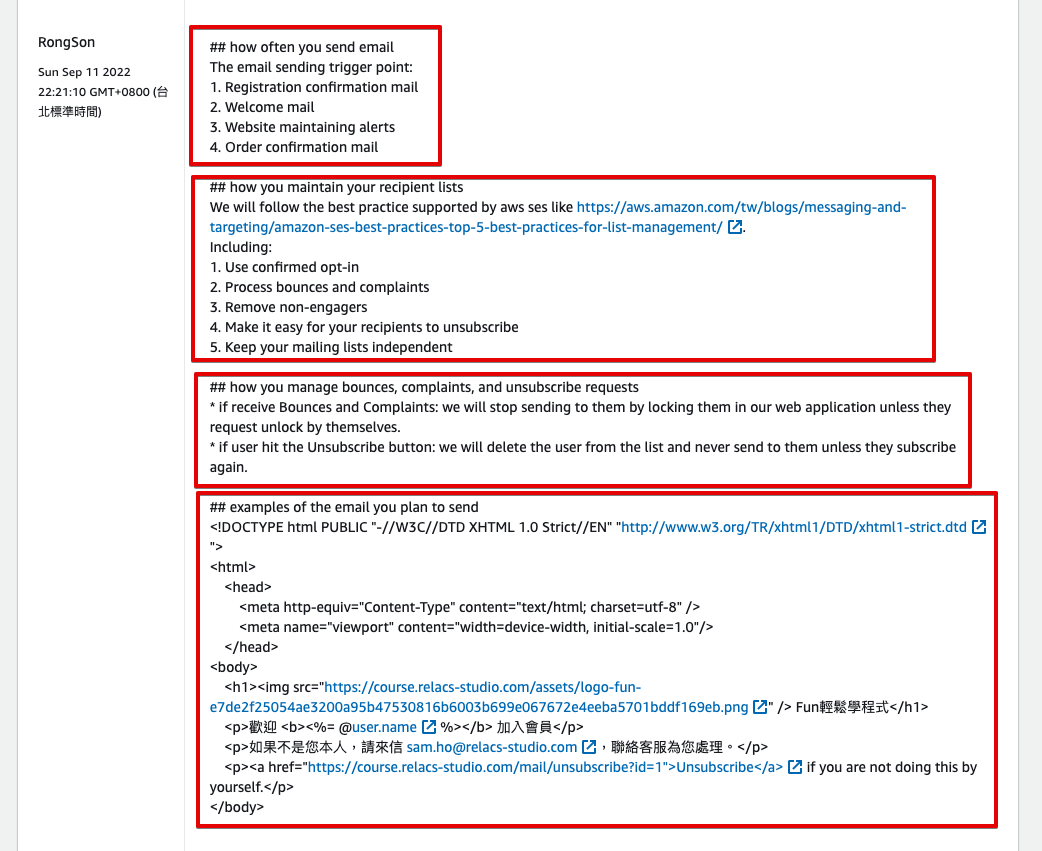 RongSon
Sun Sep 11 2022
22:21:10 GMT+0800 (台
北標準時間)
## how often you send email
The email sending trigger point:
1. Registration confirmation mail
2. Welcome mail
3. Website maintaining alerts
4. Order confirmation mail
## how you maintain your recipient lists
We will follow the best practice supported by aws ses like https://aws.amazon.com/tw/blogs/messaging-and-
targeting/amazon-ses-best-practices-top-5-best-practices-for-list-management/ .
Including:
1. Use confirmed opt-in
2. Process bounces and complaints
3. Remove non-engagers
4. Make it easy for your recipients to unsubscribe
5. Keep your mailing lists independent
## how you manage bounces, complaints, and unsubscribe requests
* if receive Bounces and Complaints: we will stop sending to them by locking them in our web application unless they
request unlock by themselves.
* if user hit the Unsubscribe button: we will delete the user from the list and never send to them unless they subscribe
again.
## examples of the email you plan to send
<!DOCTYPE html PUBLIC "-//W3C//DTD XHTML 1.0 Strict//EN" "http://www.w3.org/TR/xhtml1/DTD/xhtml1-strict.dtd
">
<html>
<head>
<meta http-equiv="Content-Type" content="text/html; charset=utf-8" />
<meta name="viewport" content="width=device-width, initial-scale=1.0"/>
</head>
<body>
<h1><img src="https://course.relacs-studio.com/assets/logo-fun-
e7de2f25054ae3200a95b47530816b6003b699e067672e4eeba5701bddf169eb.png " /> Fun輕鬆學程式</h1>
<p>歡迎 <b><%= @user.name %></b> 加入會員</p>
<p>如果不是您本人，請來信 sam.ho@relacs-studio.com ，聯絡客服為您處理。</p>
<p><a href="https://course.relacs-studio.com/mail/unsubscribe?id=1">Unsubscribe</a> if you are not doing this by
yourself.</p>
</body>